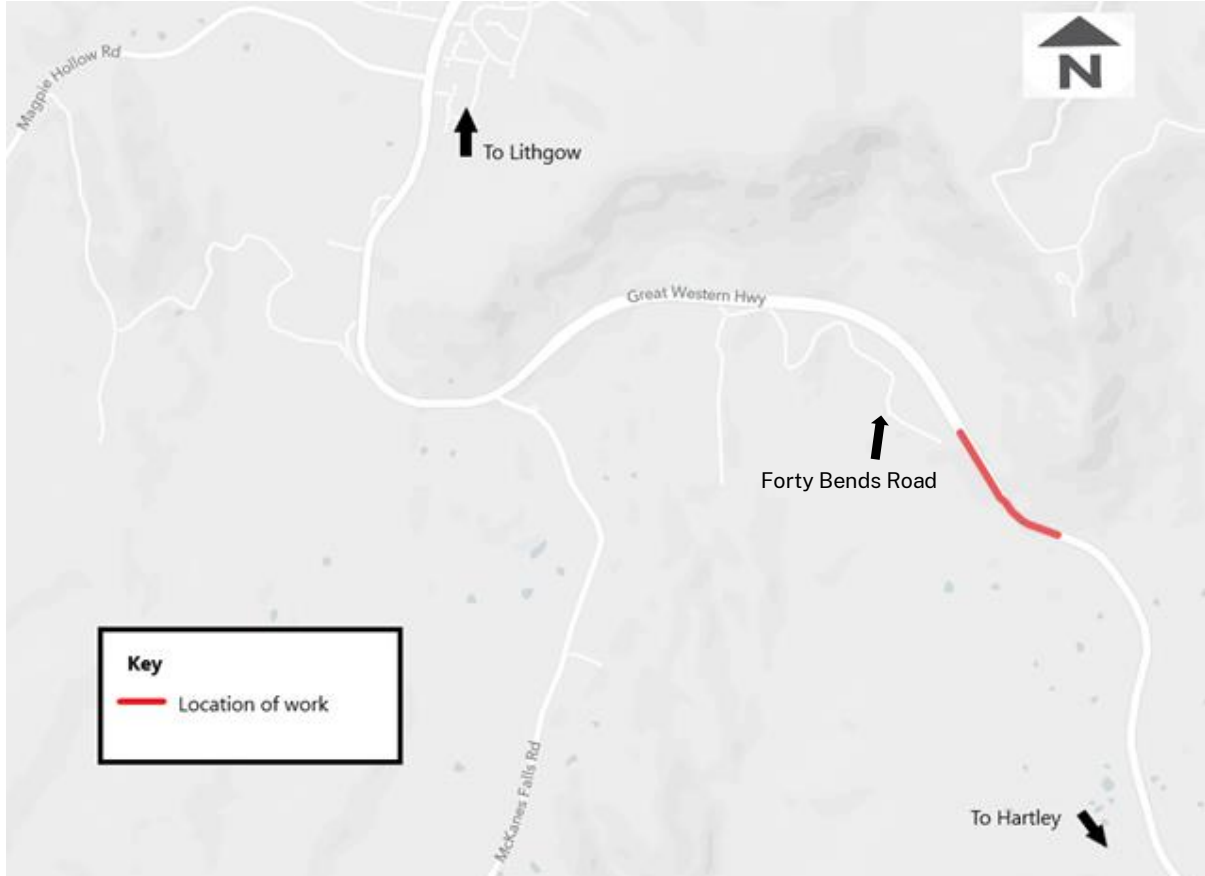 N
Magpie Hollow Rd
To Lithgow
Great Western Hwy
Forty Bends Road
Key
Location of work
McKanes Falls Rd
To Hartley